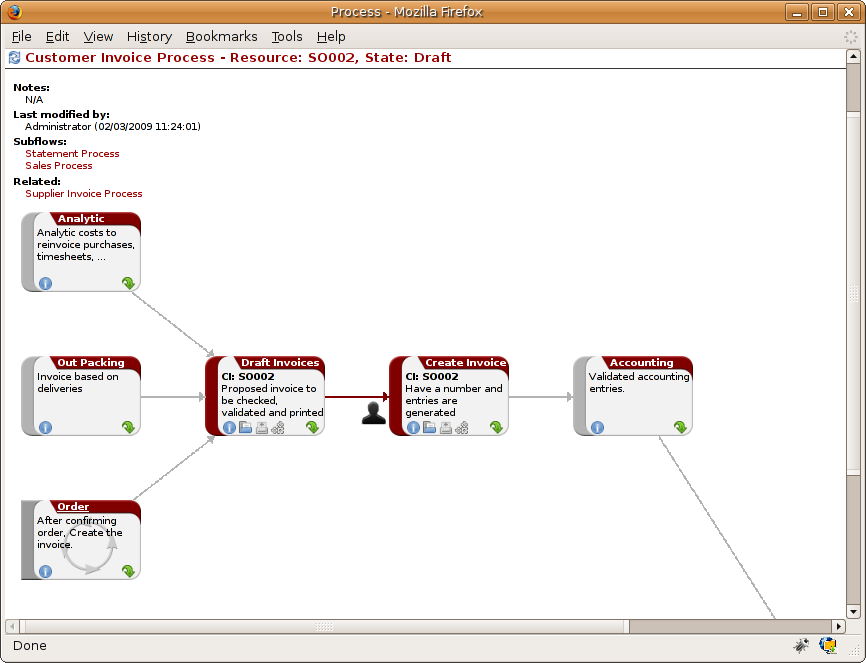 Process - Mozilla Firefox
File Edit View History Bookmarks Tools Help
Customer Invoice Process - Resource: SO002, State: Draft
Notes:
N/A
Last modified by:
Administrator (02/03/2009 11:24:01)
Subflows:
Statement Process
Sales Process
Related:
Supplier Invoice Process
Analytic
Analytic costs to
reinvoice purchases,
timesheets, ...
Out Packing
Invoice based on
deliveries
Draft Invoices
CI: SO002
Proposed invoice to
be checked,
validated and printed
Create Invoice
CI: SO002
Have a number and
entries are
generated
Accounting
Validated accounting
entries.
Order
After confirming
order, Create the
invoice.
Done